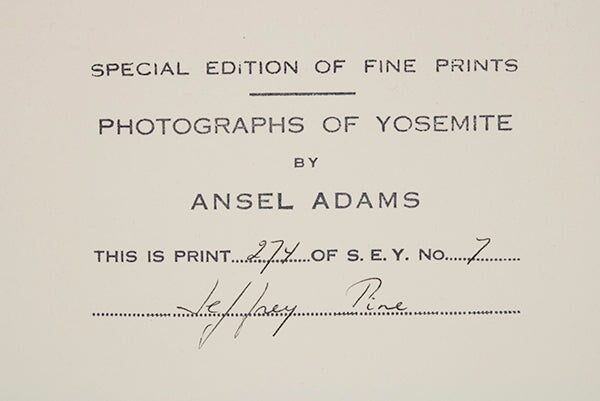 SPECIAL EDITION OF FINE PRINTS
PHOTOGRAPHS OF YOSEMITE
BY
ANSEL ADAMS
THIS IS PRINT....274....OF S. E. Y. NO.....7.......
Jeffrey Pine